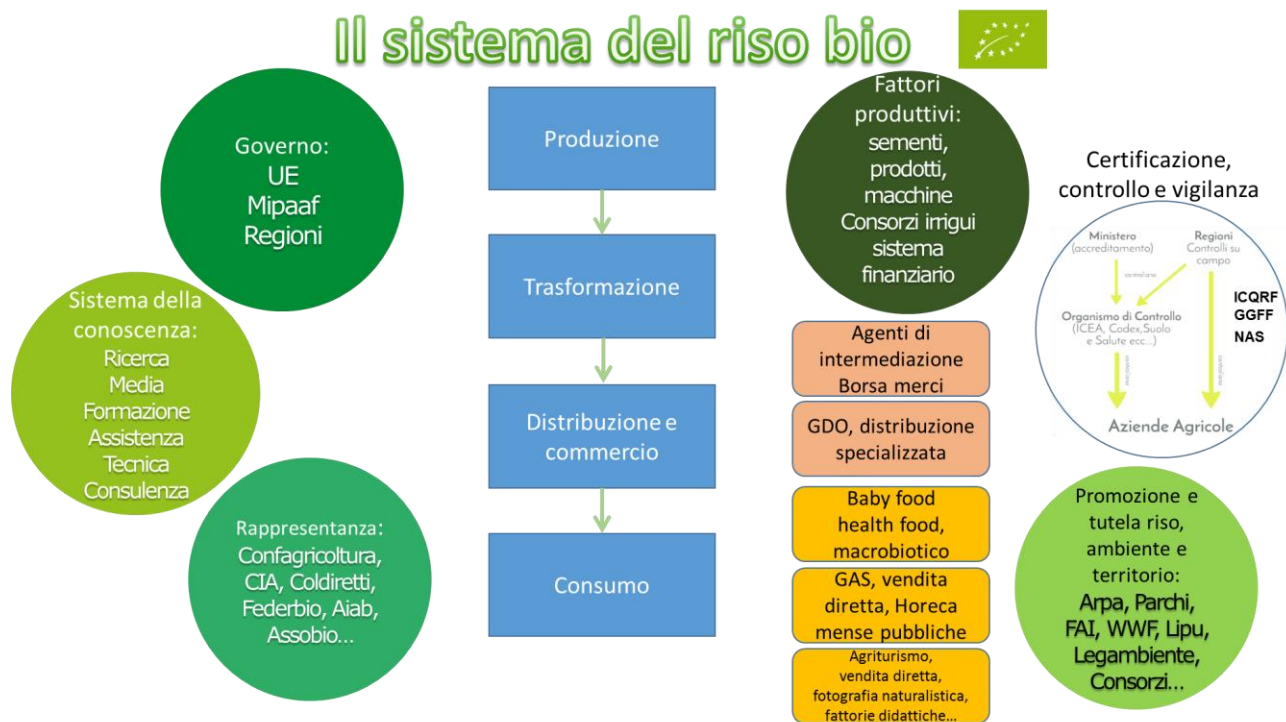 Il sistema del riso bio
Governo:
UE
Mipaaf
Regioni
Sistema della
conoscenza:
Ricerca
Media
Formazione
Assistenza
Tecnica
Consulenza
Rappresentanza:
Confagricoltura,
CIA, Coldiretti,
Federbio, Aiab,
Assobio...
Produzione
Trasformazione
Distribuzione e
commercio
Consumo
Fattori
produttivi:
sementi,
prodotti,
macchine
Consorzi irrigui
sistema
finanziario
Agenti di
intermediazione
Borsa merci
GDO, distribuzione
specializzata
Baby food
health food,
macrobiotico
GAS, vendita
diretta, Horeca
mense pubbliche
Agriturismo,
vendita diretta,
fotografia naturalistica,
fattorie didattiche...
Certificazione,
controllo e vigilanza
Ministero
(accreditamento)
Regioni
Controlli su
campo
controllano
ICQRF
GGFF
NAS
Organismo di Controllo
(ICEA, Codex,Suolo
e Salute ecc...)
Aziende Agricole
Promozione e
tutela riso,
ambiente e
territorio:
Arpa, Parchi,
FAI, WWF, Lipu,
Legambiente,
Consorzi...